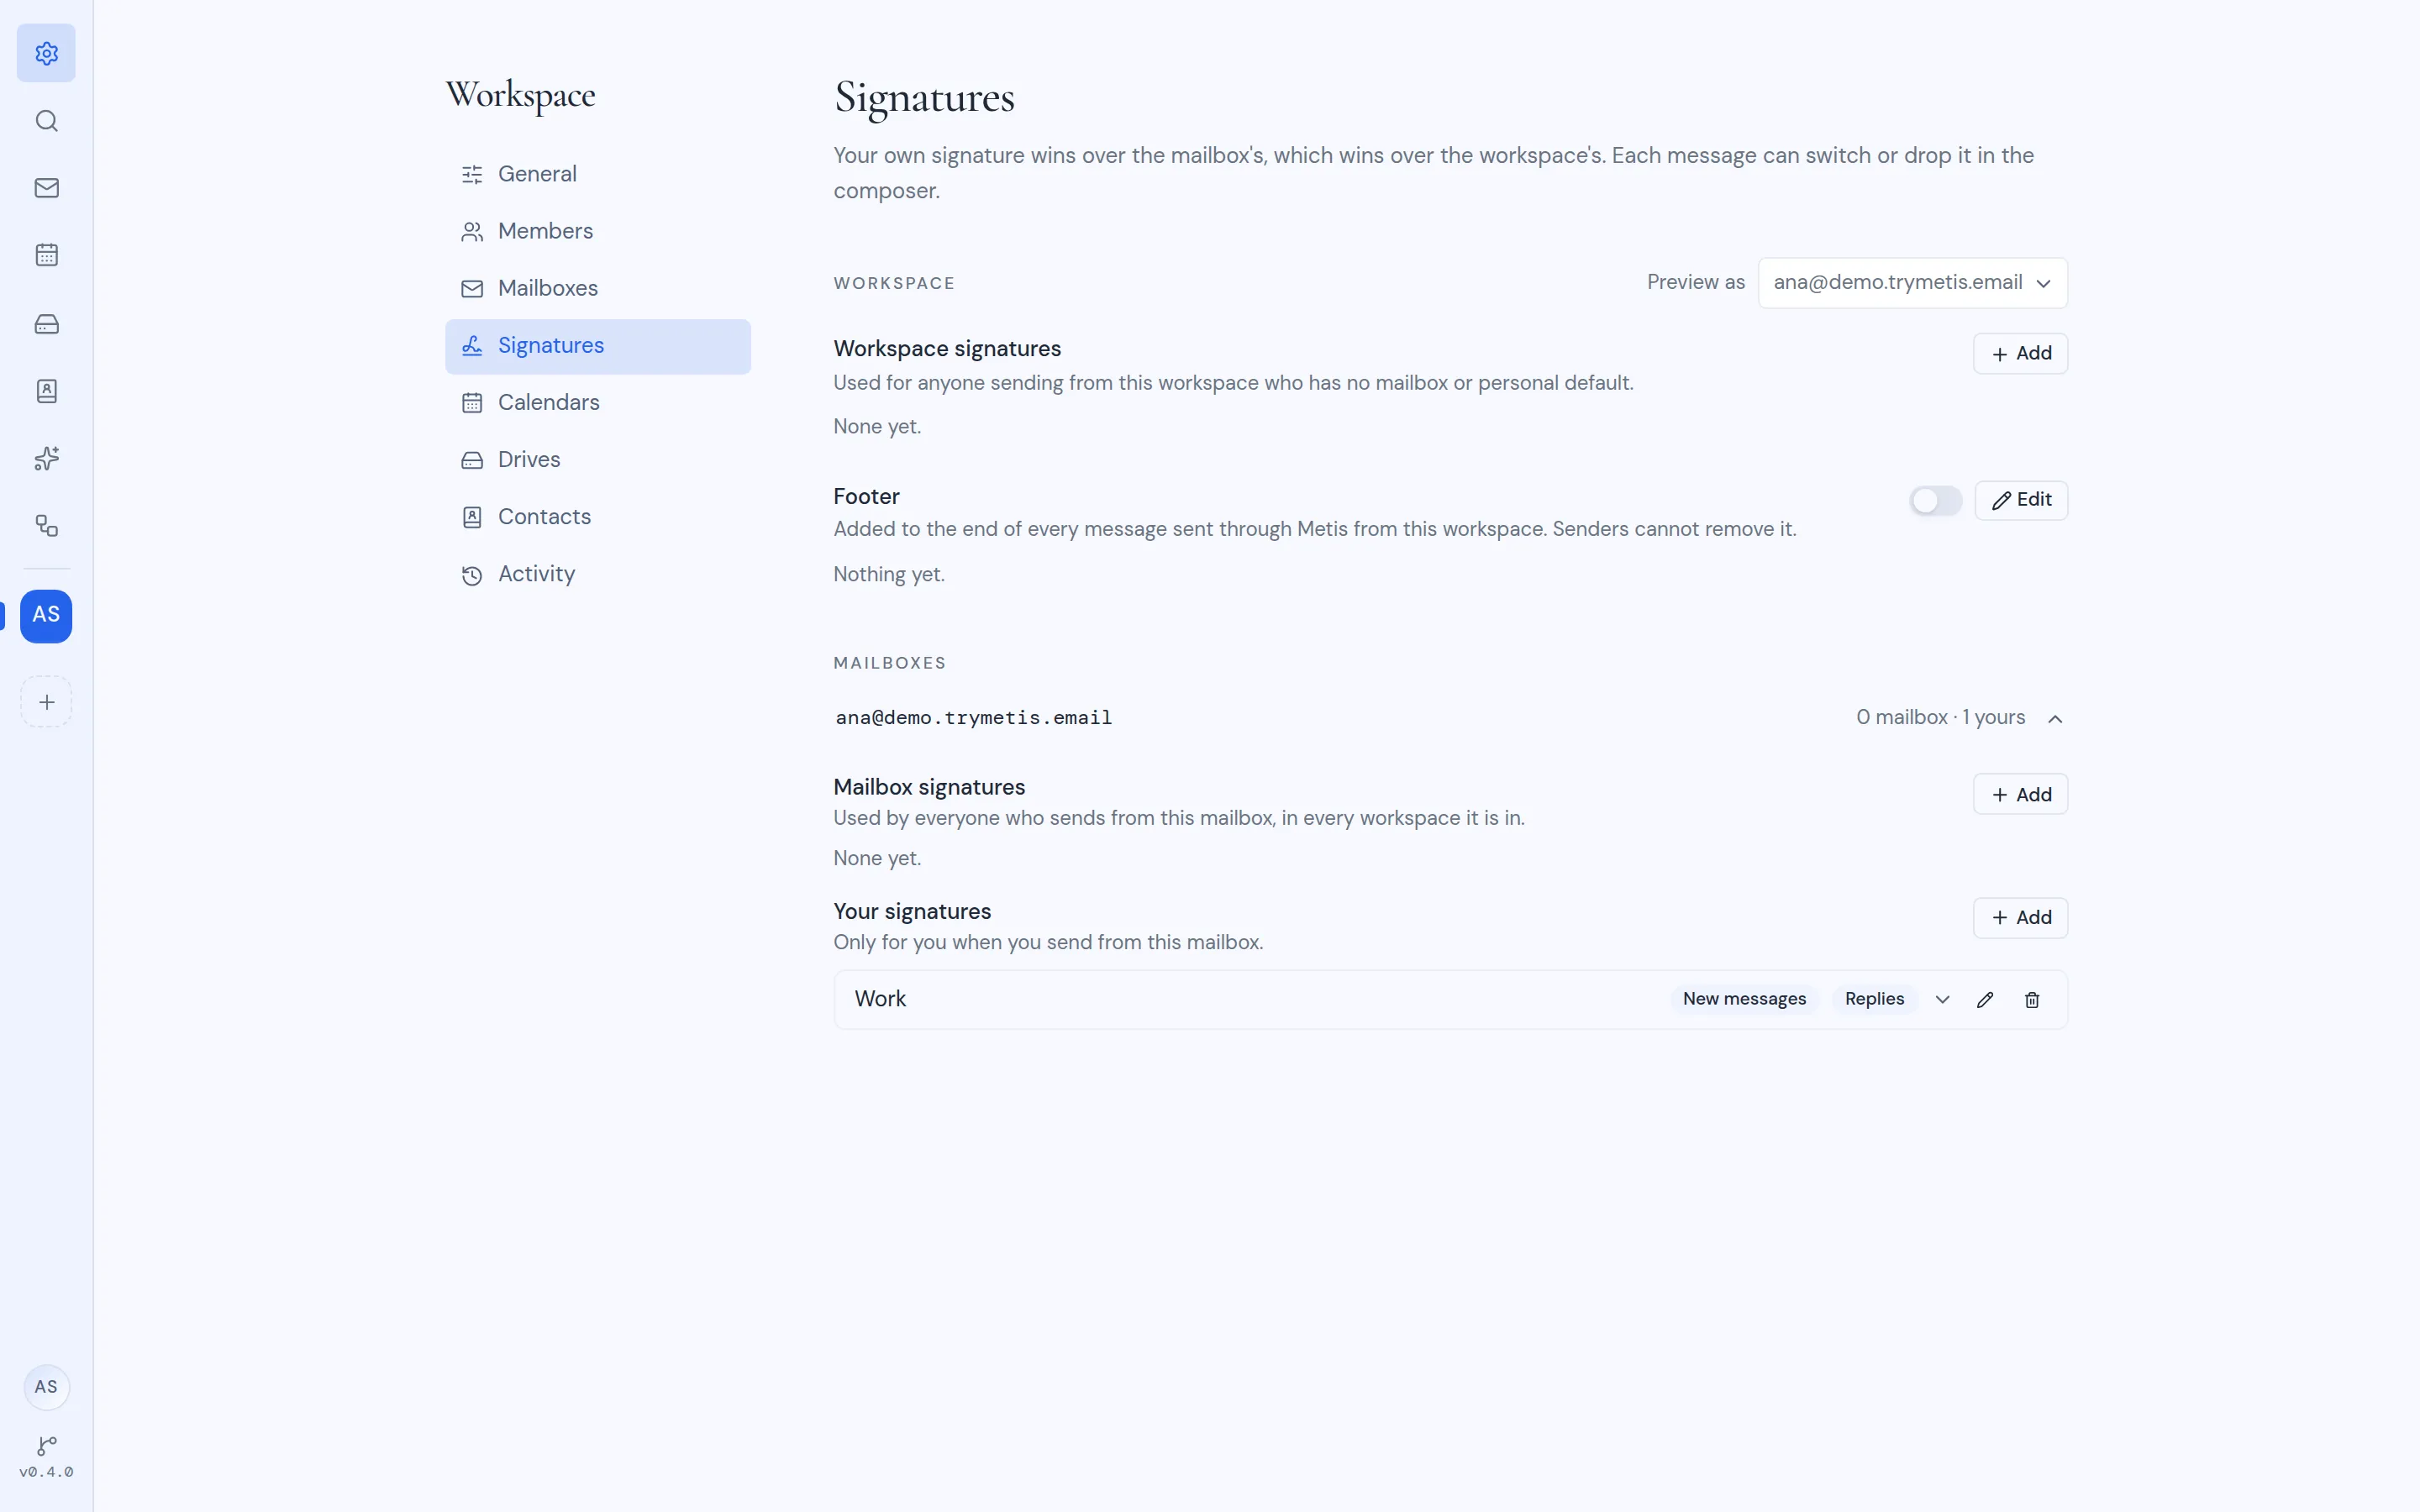 Workspace
General
Members
Mailboxes
Signatures
Calendars
Drives
Contacts
Activity
AS
AS
v0.4.0
Signatures
Your own signature wins over the mailbox's, which wins over the workspace's. Each message can switch or drop it in the
composer.
WORKSPACE
Preview as ana@demo.trymetis.email
Workspace signatures
Add
Used for anyone sending from this workspace who has no mailbox or personal default.
None yet.
Footer
Edit
Added to the end of every message sent through Metis from this workspace. Senders cannot remove it.
Nothing yet.
MAILBOXES
ana@demo.trymetis.email
0 mailbox · 1 yours
Mailbox signatures
Add
Used by everyone who sends from this mailbox, in every workspace it is in.
None yet.
Your signatures
Add
Only for you when you send from this mailbox.
Work
New messages
Replies